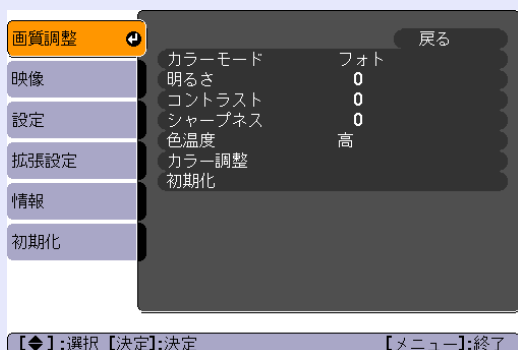 画質調整
映像
設定
拡張設定
情報
初期化
戻る
カラーモード フォト
明るさ 0
コントラスト 0
シャープネス 0
色温度 高
カラー調整
初期化
【◆】:選択 【決定】:決定 【メニュー】:終了